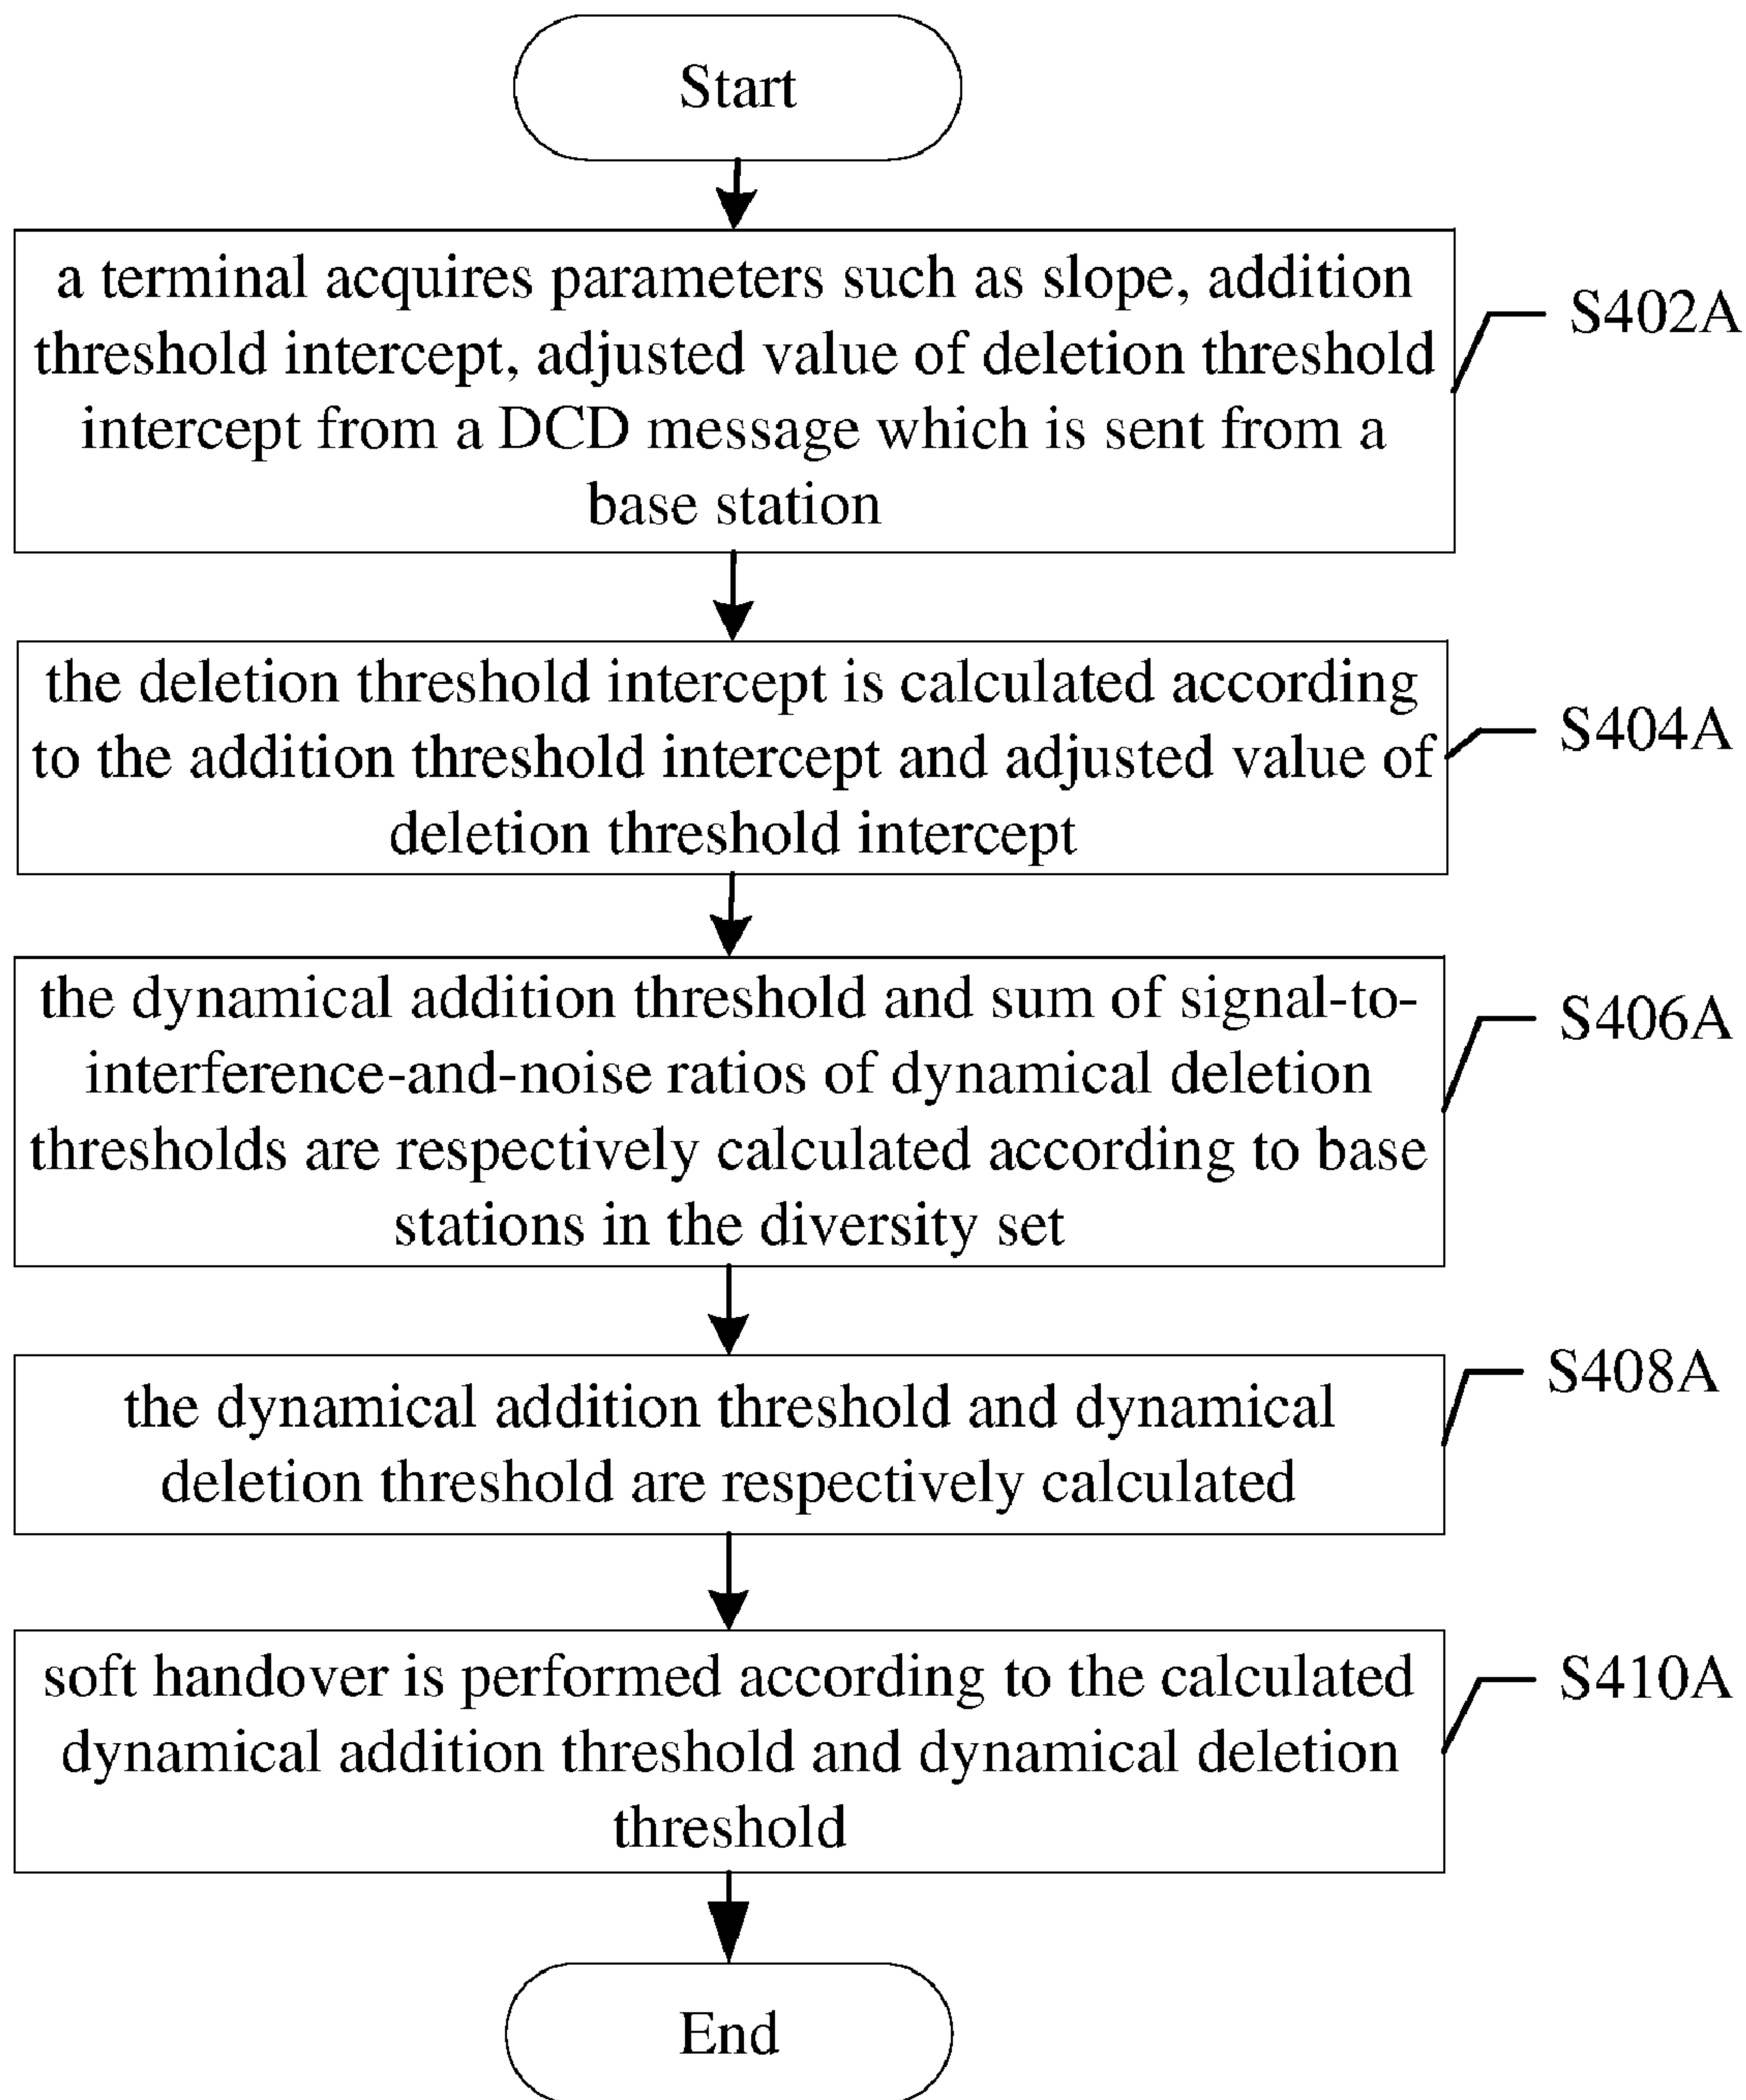 Start
a terminal acquires parameters such as slope, addition
threshold intercept, adjusted value of deletion threshold
intercept from a DCD message which is sent from a
base station
S402A
the deletion threshold intercept is calculated according
to the addition threshold intercept and adjusted value of
deletion threshold intercept
S404A
the dynamical addition threshold and sum of signal-to-
interference-and-noise ratios of dynamical deletion
thresholds are respectively calculated according to base
stations in the diversity set
S406A
the dynamical addition threshold and dynamical
deletion threshold are respectively calculated
S408A
soft handover is performed according to the calculated
dynamical addition threshold and dynamical deletion
threshold
S410A
End